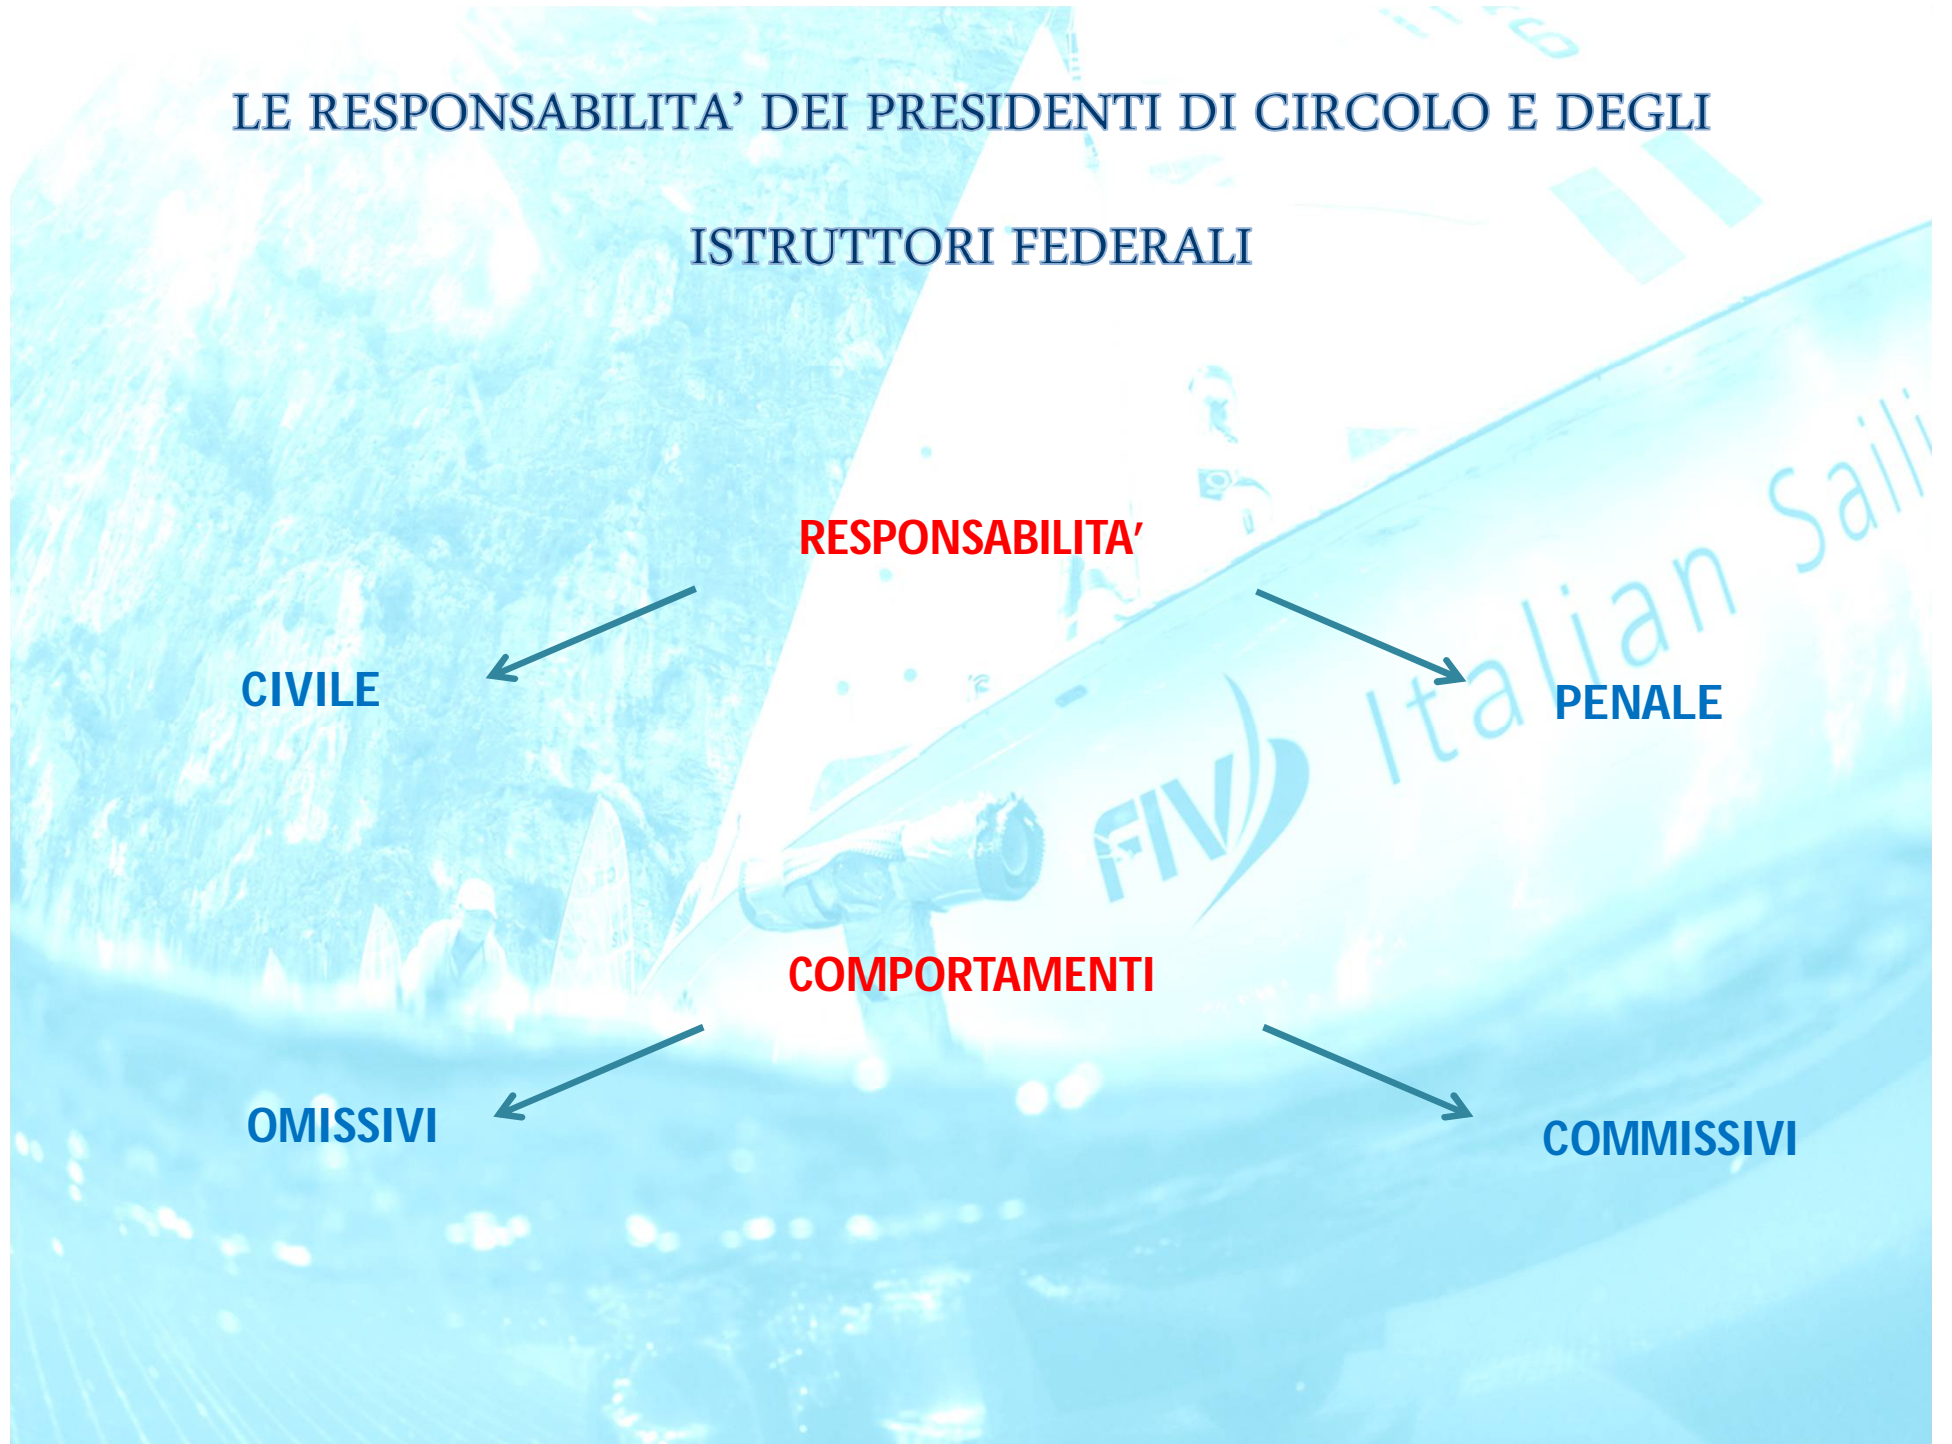 LE RESPONSABILITA’ DEI PRESIDENTI DI CIRCOLO E DEGLI
ISTRUTTORI FEDERALI
RESPONSABILITA’
CIVILE
PENALE
FIV Italian Saili
COMPORTAMENTI
OMISSIVI
COMMISSIVI